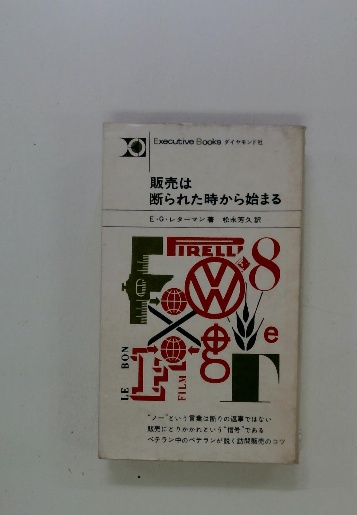 Executive Books ダイヤモンド社
販売は
断られた時から始まる
E・G・レターマン著 松永芳久訳
PIRELLI
8
VW
e
LE BON
FILM
"ノー"という言葉は断りの返事ではない
販売にとりかかれという"信号"である
ベテラン中のベテランが説く訪問販売のコツ